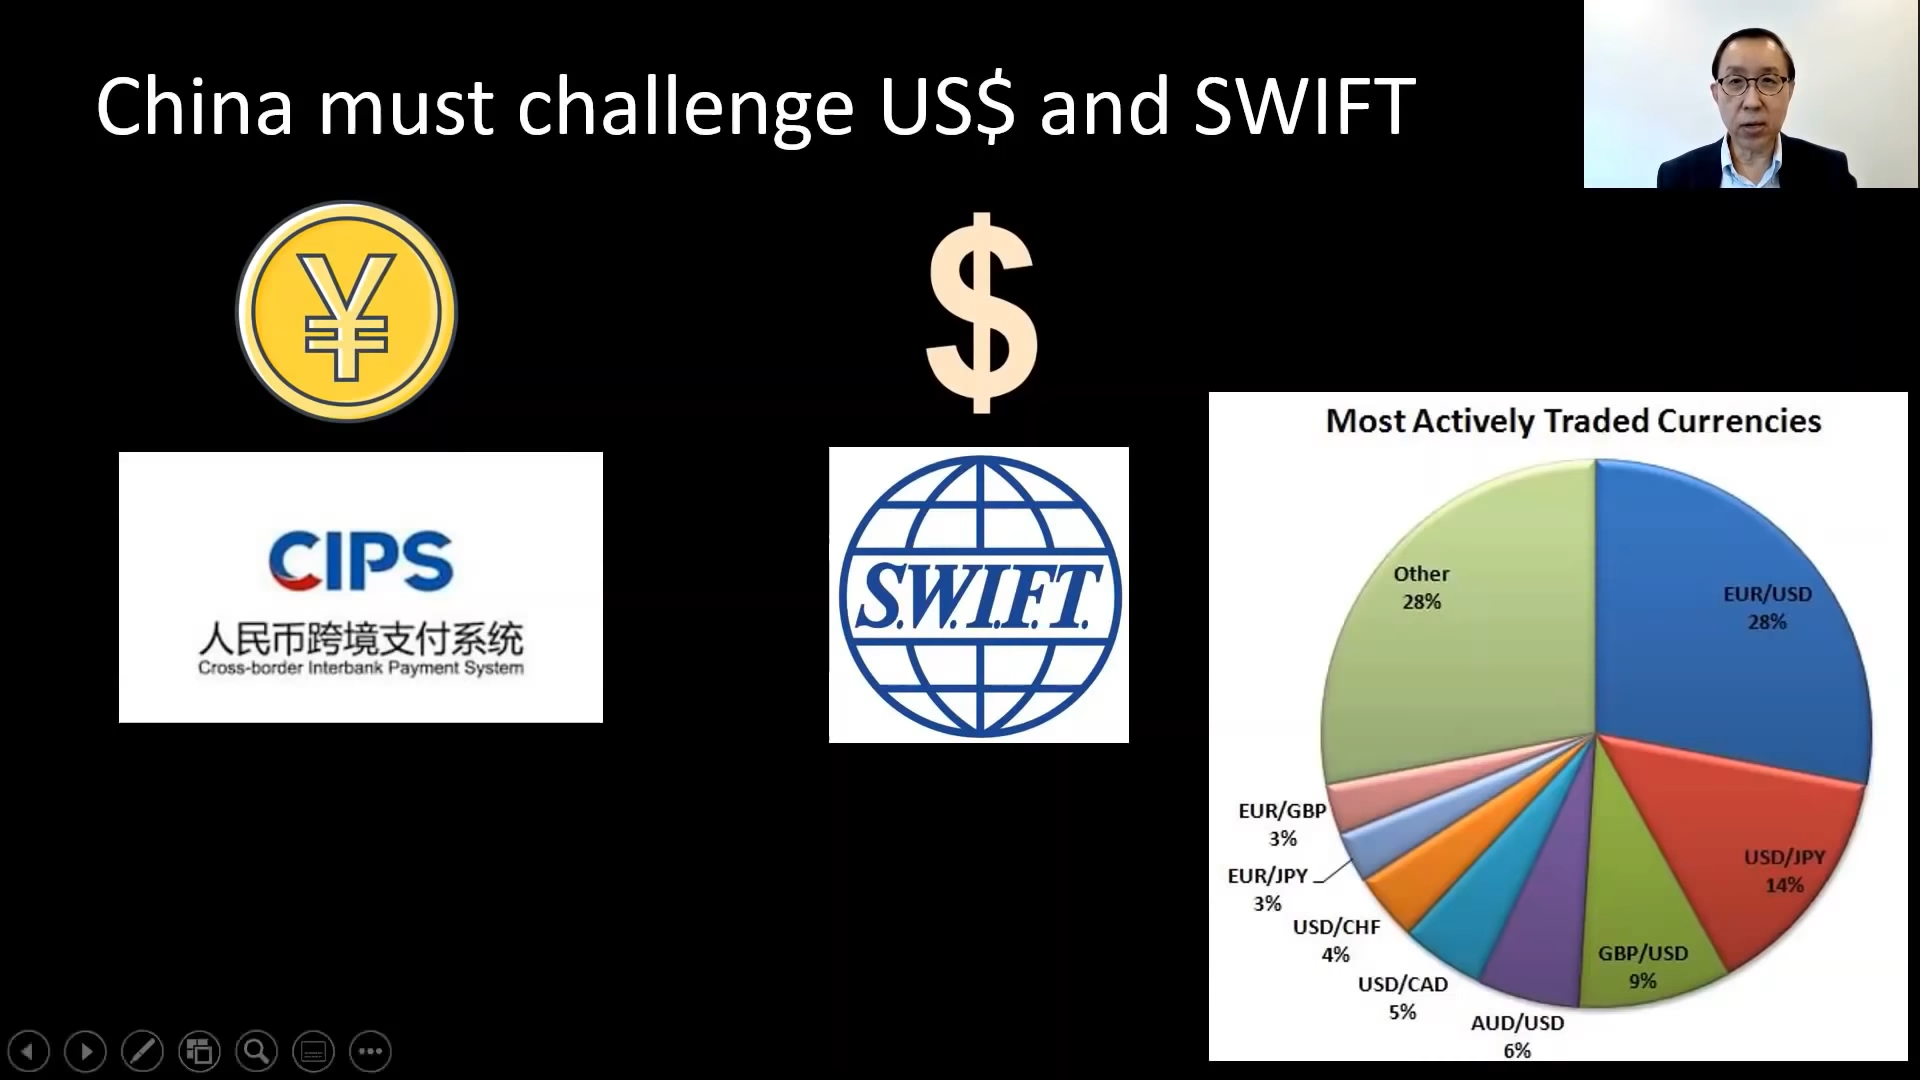 China must challenge US$ and SWIFT
¥
$
CIPS
人民币跨境支付系统
Cross-border Interbank Payment System
S.W.I.F.T.
Most Actively Traded Currencies
Other
28%
EUR/USD
28%
EUR/GBP
3%
EUR/JPY
3%
USD/CHF
4%
USD/CAD
5%
AUD/USD
6%
GBP/USD
9%
USD/JPY
14%